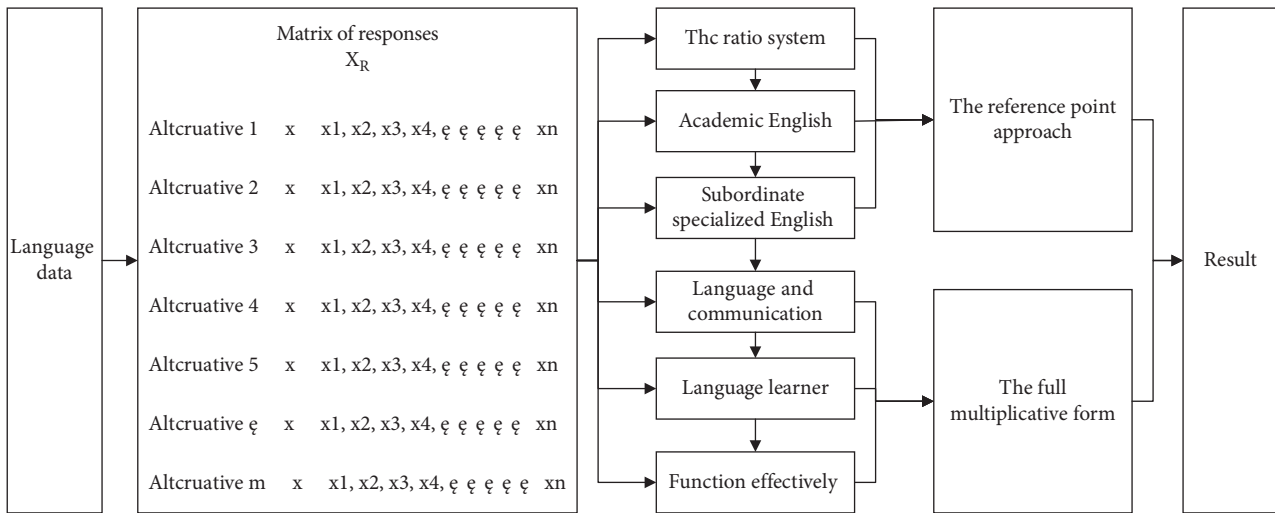 Language
data
Matrix of responses
X_R
Altcruative 1 x x1, x2, x3, x4, ę ę ę ę ę xn
Altcruative 2 x x1, x2, x3, x4, ę ę ę ę ę xn
Altcruative 3 x x1, x2, x3, x4, ę ę ę ę ę xn
Altcruative 4 x x1, x2, x3, x4, ę ę ę ę ę xn
Altcruative 5 x x1, x2, x3, x4, ę ę ę ę ę xn
Altcruative ę x x1, x2, x3, x4, ę ę ę ę ę xn
Altcruative m x x1, x2, x3, x4, ę ę ę ę ę xn
Thc ratio system
Academic English
Subordinate
specialized English
Language and
communication
Language learner
Function effectively
The reference point
approach
The full
multiplicative form
Result